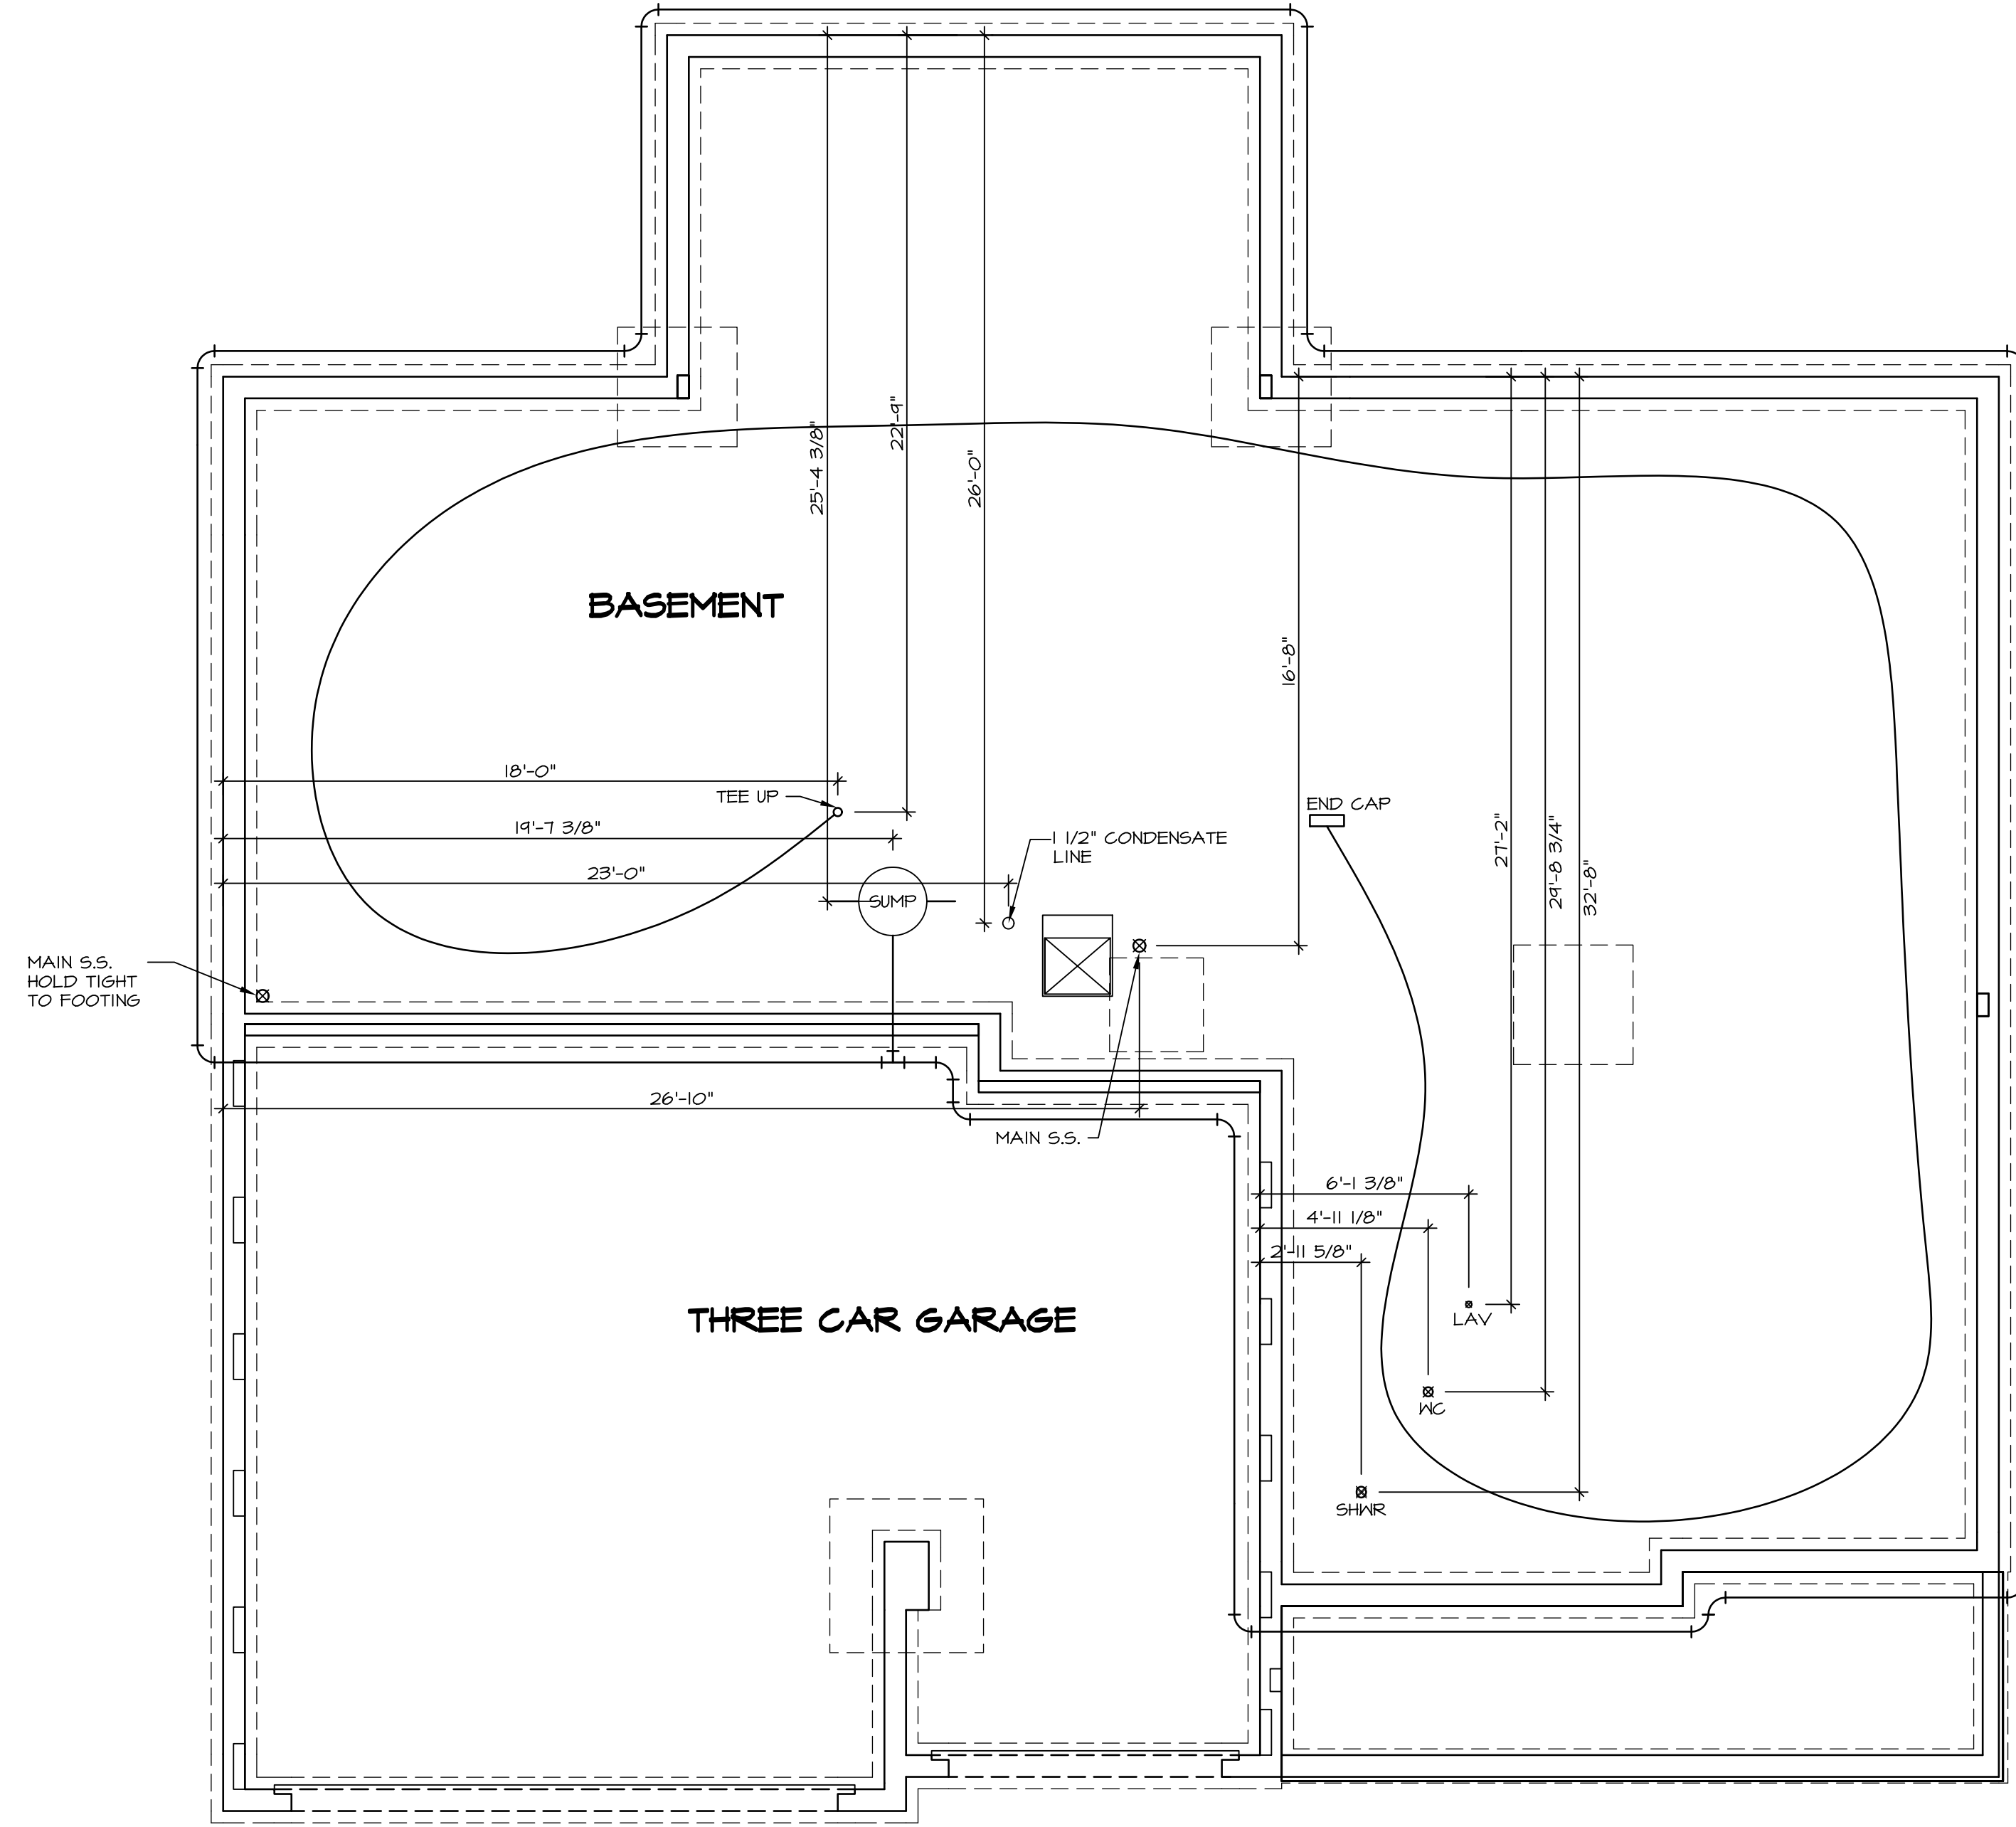 25'-4 3/8"
22'-9"
26'-0"
BASEMENT
16'-8"
18'-0"
TEE UP
END CAP
19'-7 3/8"
1 1/2" CONDENSATE
LINE
27'-2"
29'-8 3/4"
32'-8"
23'-0"
SUMP
MAIN S.S.
HOLD TIGHT
TO FOOTING
26'-10"
MAIN S.S.
6'-1 3/8"
4'-11 1/8"
2'-11 5/8"
THREE CAR GARAGE
LAV
WC
SHWR